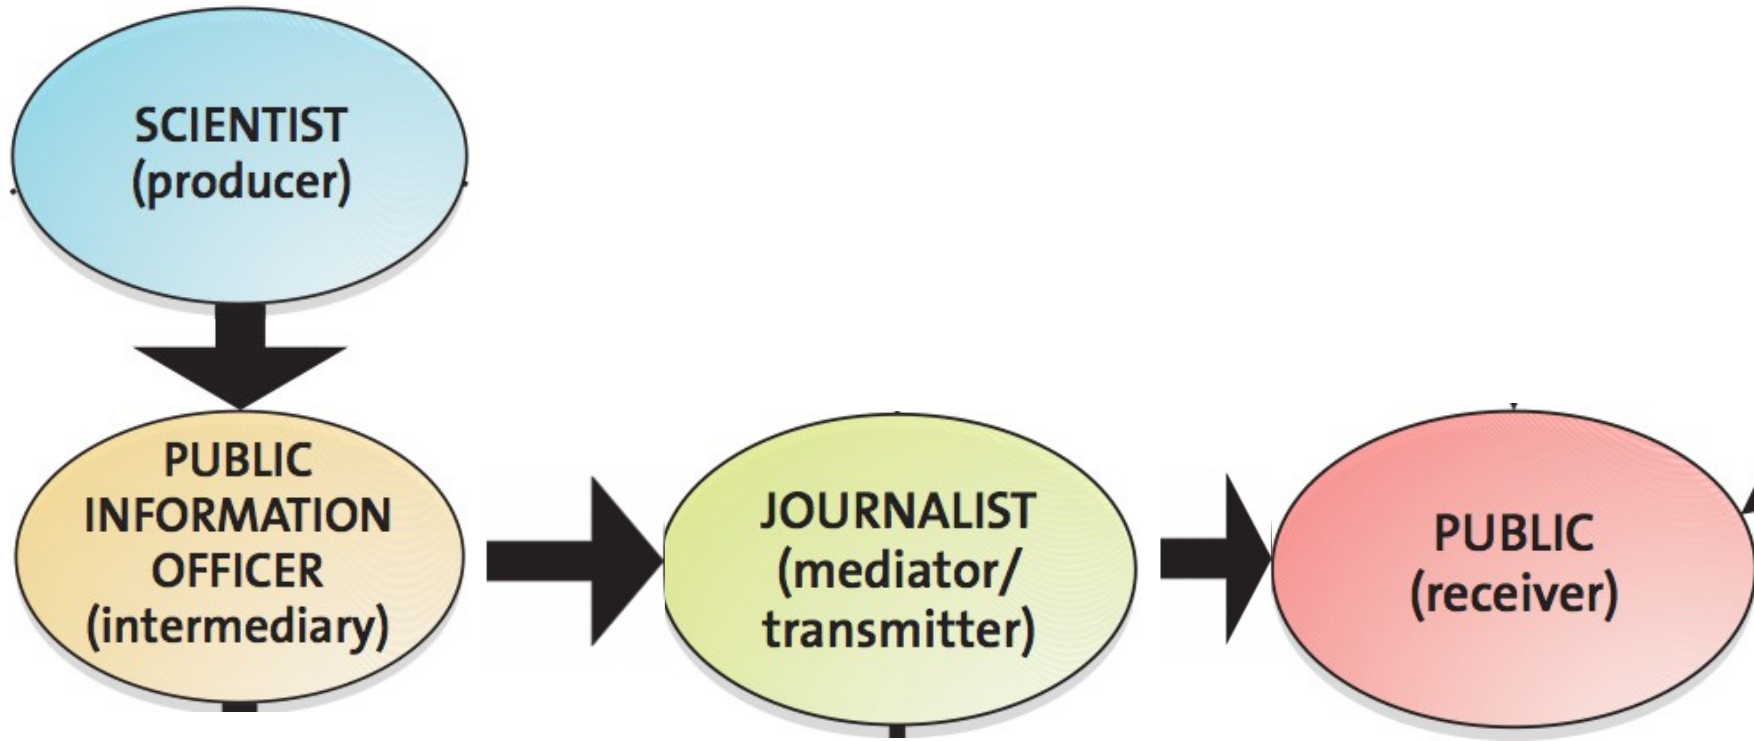 SCIENTIST
(producer)
PUBLIC
INFORMATION
OFFICER
(intermediary)
JOURNALIST
(mediator/
transmitter)
PUBLIC
(receiver)